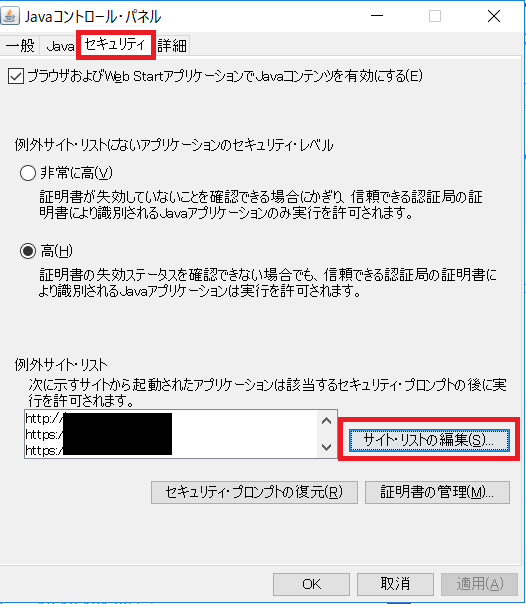 Javaコントロール・パネル
一般 Java セキュリティ 詳細
ブラウザおよびWeb StartアプリケーションでJavaコンテンツを有効にする(E)
例外サイト・リストにないアプリケーションのセキュリティ・レベル
非常に高(V)
証明書が失効していないことを確認できる場合にかぎり、信頼できる認証局の証
明書により識別されるJavaアプリケーションのみ実行を許可されます。
高(H)
証明書の失効ステータスを確認できない場合でも、信頼できる認証局の証明書に
より識別されるJavaアプリケーションは実行を許可されます。
例外サイト・リスト
次に示すサイトから起動されたアプリケーションは該当するセキュリティ・プロンプトの後に実
行を許可されます。
http://
https:/
https:/
サイト・リストの編集(S)...
セキュリティ・プロンプトの復元(R) 証明書の管理(M)...
OK 取消 適用(A)